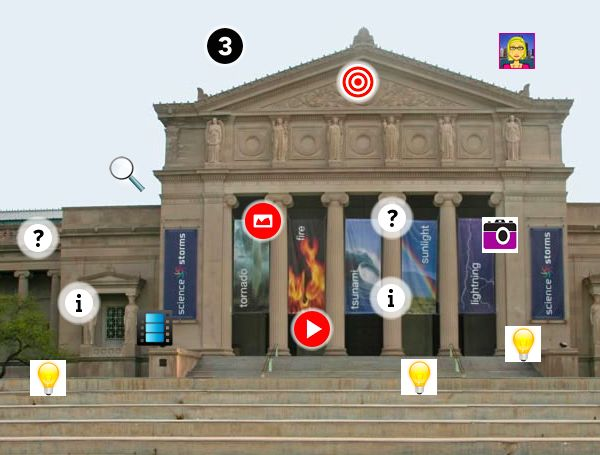 3
?
?
i
i
science storms
tornado
fire
tsunami
sunlight
lightning
science storms